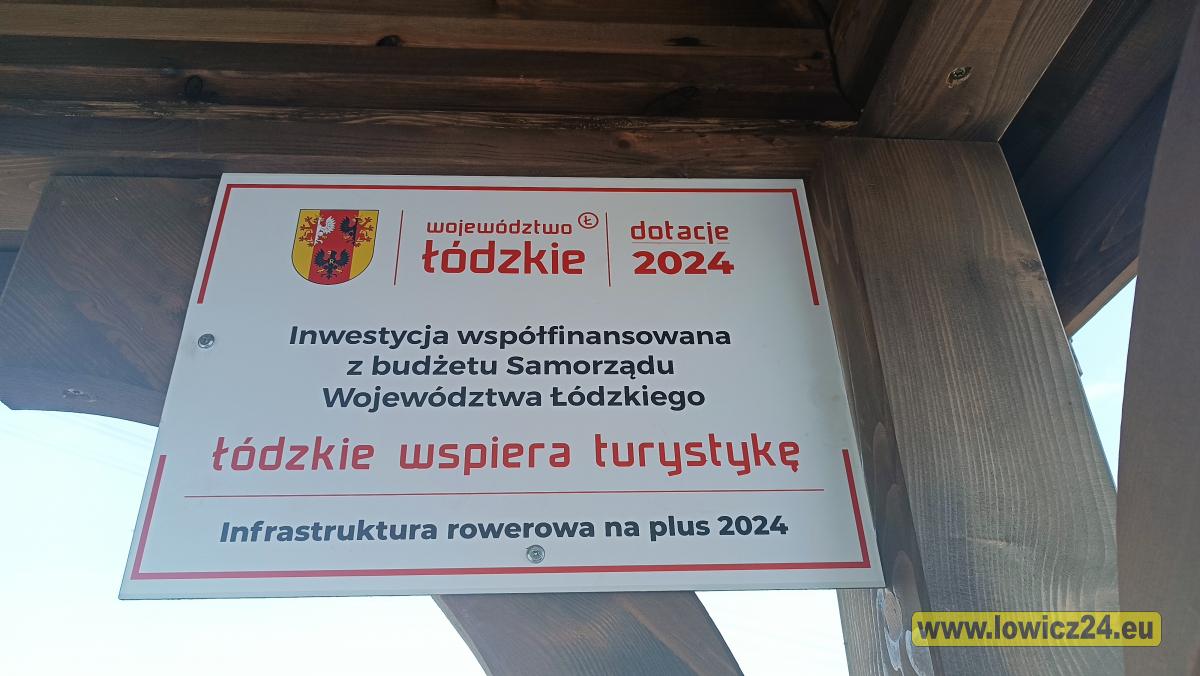 województwo Ł
łódzkie
dotacje
2024
Inwestycja współfinansowana
z budżetu Samorządu
Województwa Łódzkiego
łódzkie wspiera turystykę
Infrastruktura rowerowa na plus 2024
www.lowicz24.eu